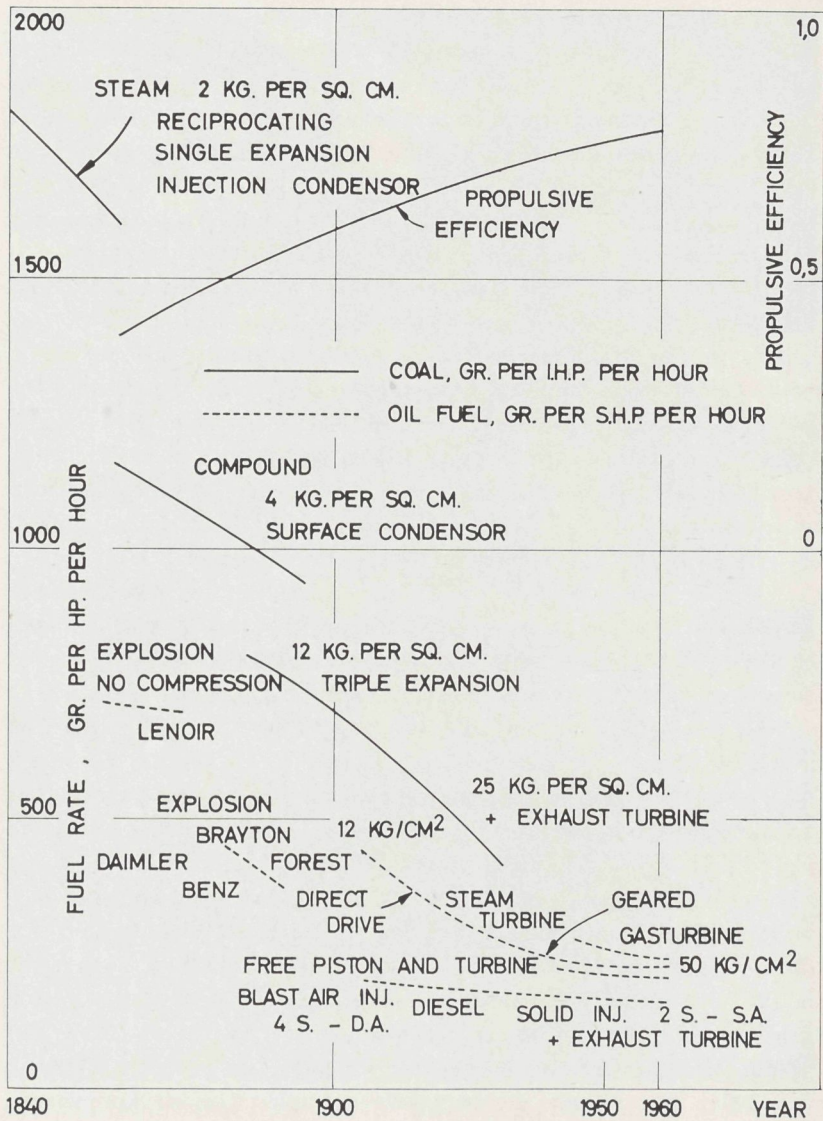 2000
1,0
STEAM 2 KG. PER SQ. CM.
RECIPROCATING
SINGLE EXPANSION
INJECTION CONDENSOR
PROPULSIVE
EFFICIENCY
PROPULSIVE EFFICIENCY
1500
0,5
COAL, GR. PER I.H.P. PER HOUR
OIL FUEL, GR. PER S.H.P. PER HOUR
COMPOUND
4 KG. PER SQ. CM.
SURFACE CONDENSOR
1000
0
FUEL RATE, GR. PER HP. PER HOUR
EXPLOSION
NO COMPRESSION
LENOIR
12 KG. PER SQ. CM.
TRIPLE EXPANSION
25 KG. PER SQ. CM.
+ EXHAUST TURBINE
500
EXPLOSION
BRAYTON
12 KG/CM²
DAIMLER
FOREST
BENZ
DIRECT
DRIVE
STEAM
TURBINE
GEARED
GASTURBINE
FREE PISTON AND TURBINE
50 KG/CM²
BLAST AIR INJ.
4 S. - D.A.
DIESEL
SOLID INJ. 2 S. - S.A.
+ EXHAUST TURBINE
0
1840
1900
1950
1960
YEAR